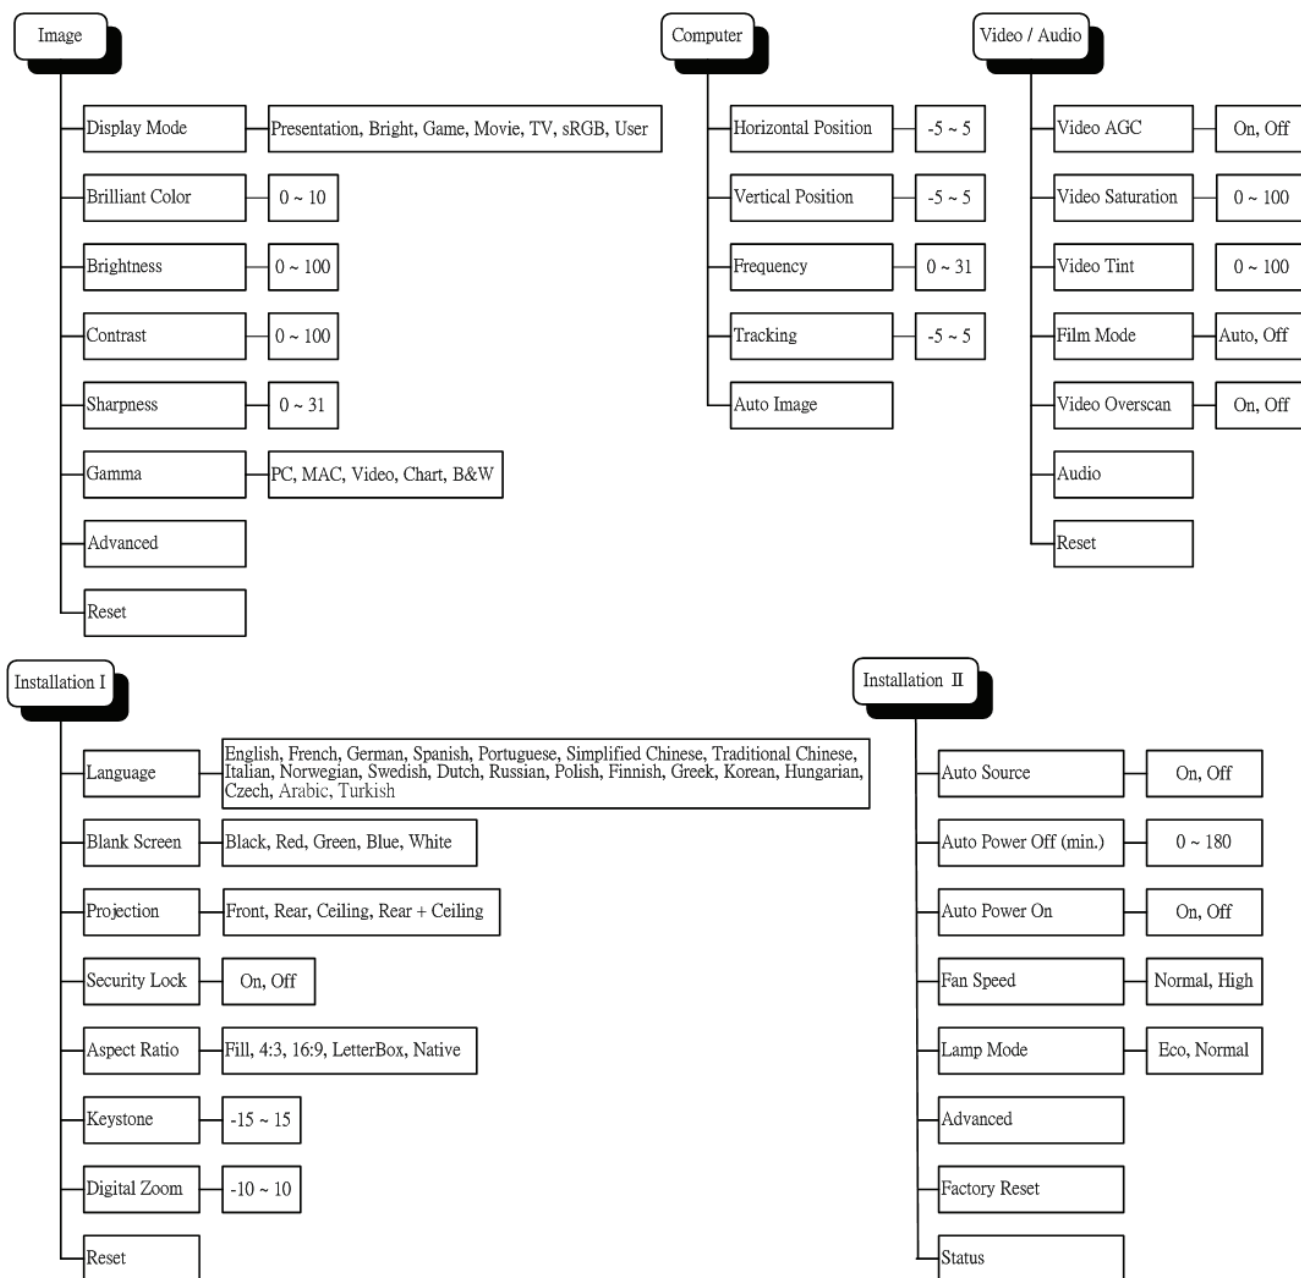 Image
Display Mode
Presentation, Bright, Game, Movie, TV, sRGB, User
Brilliant Color
0 ~ 10
Brightness
0 ~ 100
Contrast
0 ~ 100
Sharpness
0 ~ 31
Gamma
PC, MAC, Video, Chart, B&W
Advanced
Reset
Computer
Horizontal Position
-5 ~ 5
Vertical Position
-5 ~ 5
Frequency
0 ~ 31
Tracking
-5 ~ 5
Auto Image
Video / Audio
Video AGC
On, Off
Video Saturation
0 ~ 100
Video Tint
0 ~ 100
Film Mode
Auto, Off
Video Overscan
On, Off
Audio
Reset
Installation I
Language
English, French, German, Spanish, Portuguese, Simplified Chinese, Traditional Chinese,
Italian, Norwegian, Swedish, Dutch, Russian, Polish, Finnish, Greek, Korean, Hungarian,
Czech, Arabic, Turkish
Blank Screen
Black, Red, Green, Blue, White
Projection
Front, Rear, Ceiling, Rear + Ceiling
Security Lock
On, Off
Aspect Ratio
Fill, 4:3, 16:9, LetterBox, Native
Keystone
-15 ~ 15
Digital Zoom
-10 ~ 10
Reset
Installation II
Auto Source
On, Off
Auto Power Off (min.)
0 ~ 180
Auto Power On
On, Off
Fan Speed
Normal, High
Lamp Mode
Eco, Normal
Advanced
Factory Reset
Status